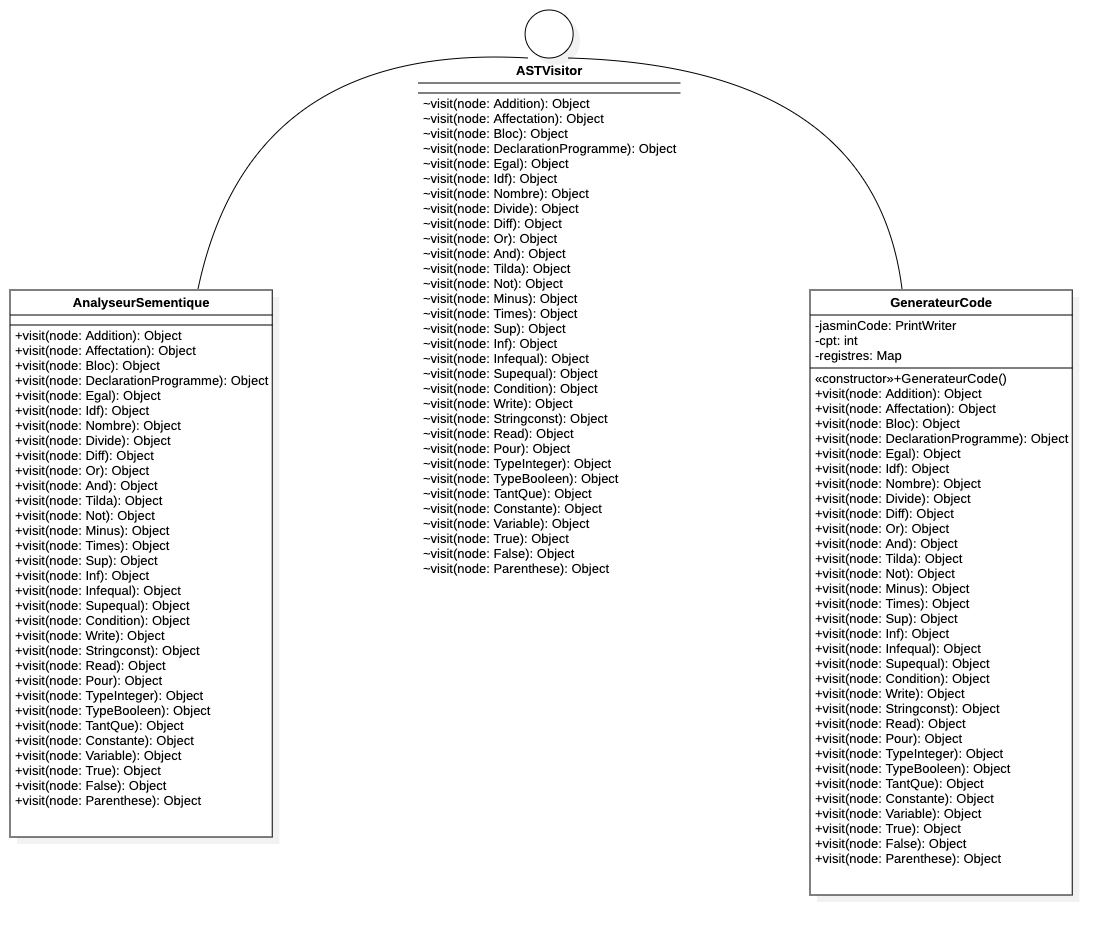 ASTVisitor
~visit(node: Addition): Object
~visit(node: Affectation): Object
~visit(node: Bloc): Object
~visit(node: DeclarationProgramme): Object
~visit(node: Egal): Object
~visit(node: Idf): Object
~visit(node: Nombre): Object
~visit(node: Divide): Object
~visit(node: Diff): Object
~visit(node: Or): Object
~visit(node: And): Object
~visit(node: Tilda): Object
~visit(node: Not): Object
~visit(node: Minus): Object
~visit(node: Times): Object
~visit(node: Sup): Object
~visit(node: Inf): Object
~visit(node: Infequal): Object
~visit(node: Supequal): Object
~visit(node: Condition): Object
~visit(node: Write): Object
~visit(node: Stringconst): Object
~visit(node: Read): Object
~visit(node: Pour): Object
~visit(node: TypeInteger): Object
~visit(node: TypeBooleen): Object
~visit(node: TantQue): Object
~visit(node: Constante): Object
~visit(node: Variable): Object
~visit(node: True): Object
~visit(node: False): Object
~visit(node: Parenthese): Object
AnalyseurSementique
+visit(node: Addition): Object
+visit(node: Affectation): Object
+visit(node: Bloc): Object
+visit(node: DeclarationProgramme): Object
+visit(node: Egal): Object
+visit(node: Idf): Object
+visit(node: Nombre): Object
+visit(node: Divide): Object
+visit(node: Diff): Object
+visit(node: Or): Object
+visit(node: And): Object
+visit(node: Tilda): Object
+visit(node: Not): Object
+visit(node: Minus): Object
+visit(node: Times): Object
+visit(node: Sup): Object
+visit(node: Inf): Object
+visit(node: Infequal): Object
+visit(node: Supequal): Object
+visit(node: Condition): Object
+visit(node: Write): Object
+visit(node: Stringconst): Object
+visit(node: Read): Object
+visit(node: Pour): Object
+visit(node: TypeInteger): Object
+visit(node: TypeBooleen): Object
+visit(node: TantQue): Object
+visit(node: Constante): Object
+visit(node: Variable): Object
+visit(node: True): Object
+visit(node: False): Object
+visit(node: Parenthese): Object
GenerateurCode
-jasminCode: PrintWriter
-cpt: int
-registres: Map
«constructor»+GenerateurCode()
+visit(node: Addition): Object
+visit(node: Affectation): Object
+visit(node: Bloc): Object
+visit(node: DeclarationProgramme): Object
+visit(node: Egal): Object
+visit(node: Idf): Object
+visit(node: Nombre): Object
+visit(node: Divide): Object
+visit(node: Diff): Object
+visit(node: Or): Object
+visit(node: And): Object
+visit(node: Tilda): Object
+visit(node: Not): Object
+visit(node: Minus): Object
+visit(node: Times): Object
+visit(node: Sup): Object
+visit(node: Inf): Object
+visit(node: Infequal): Object
+visit(node: Supequal): Object
+visit(node: Condition): Object
+visit(node: Write): Object
+visit(node: Stringconst): Object
+visit(node: Read): Object
+visit(node: Pour): Object
+visit(node: TypeInteger): Object
+visit(node: TypeBooleen): Object
+visit(node: TantQue): Object
+visit(node: Constante): Object
+visit(node: Variable): Object
+visit(node: True): Object
+visit(node: False): Object
+visit(node: Parenthese): Object